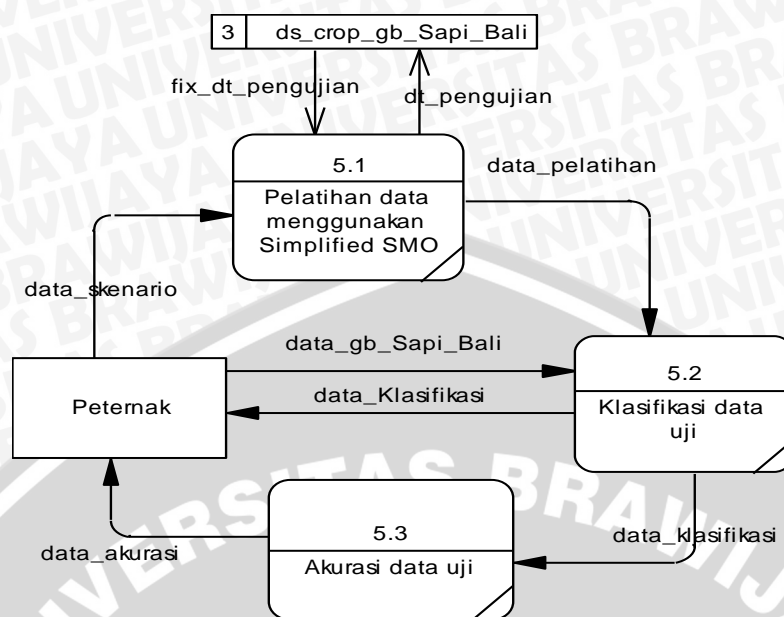 3 ds_crop_gb_Sapi_Bali
fix_dt_pengujian
dt_pengujian
5.1
Pelatihan data
menggunakan
Simplified SMO
data_pelatihan
data_skenario
data_gb_Sapi_Bali
data_Klasifikasi
Peternak
5.2
Klasifikasi data
uji
5.3
Akurasi data uji
data_akurasi
data_klasifikasi